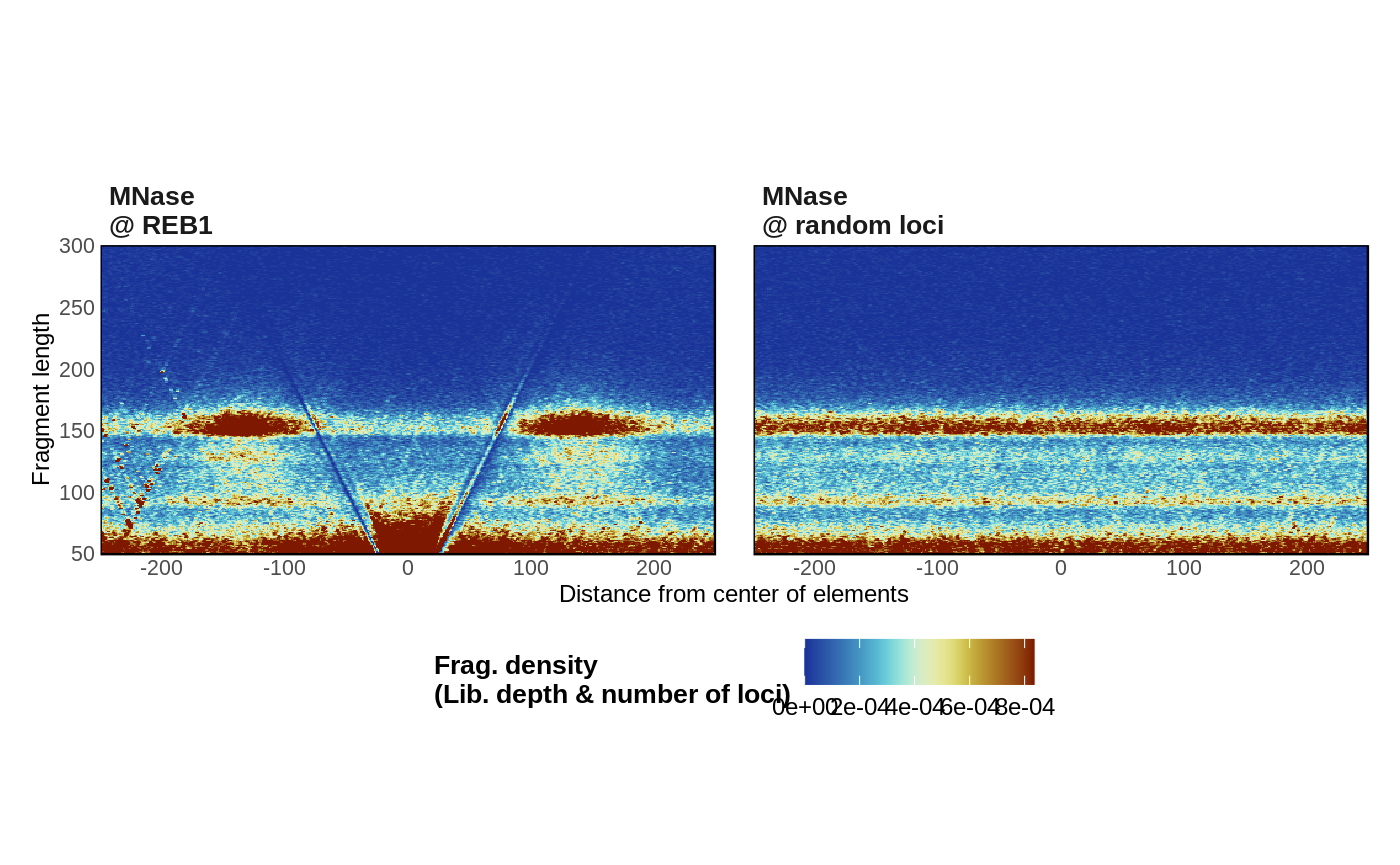 MNase
@ REB1
MNase
@ random loci
Fragment length
300
250
200
150
100
50
-200 -100 0 100 200
-200 -100 0 100 200
Distance from center of elements
Frag. density
(Lib. depth & number of loci)
0e+00 2e-04 4e-04 6e-04 8e-04